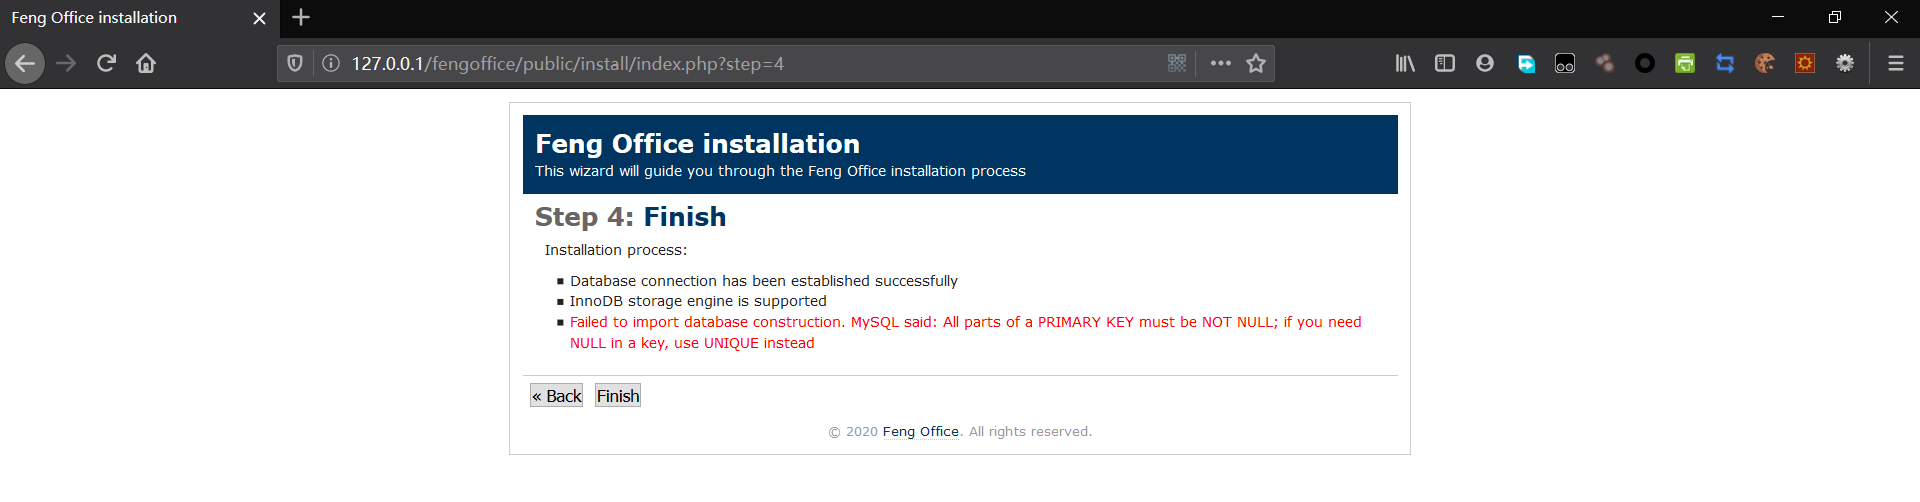 Feng Office installation
127.0.0.1/fengoffice/public/install/index.php?step=4
Feng Office installation
This wizard will guide you through the Feng Office installation process
Step 4: Finish
Installation process:
Database connection has been established successfully
InnoDB storage engine is supported
Failed to import database construction. MySQL said: All parts of a PRIMARY KEY must be NOT NULL; if you need
NULL in a key, use UNIQUE instead
« Back Finish
© 2020 Feng Office. All rights reserved.